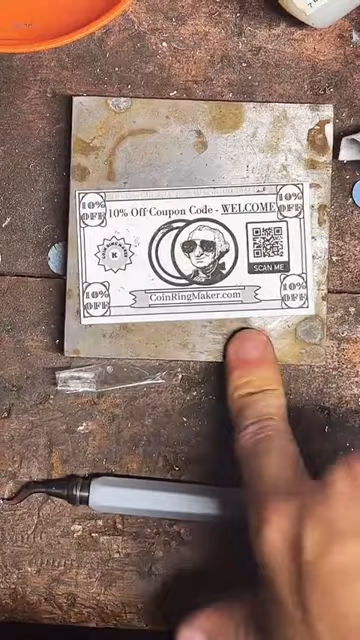 10% OFF
10% Off Coupon Code - WELCOME
10% OFF
K
SCAN ME
10% OFF
CoinRingMaker.com
10% OFF